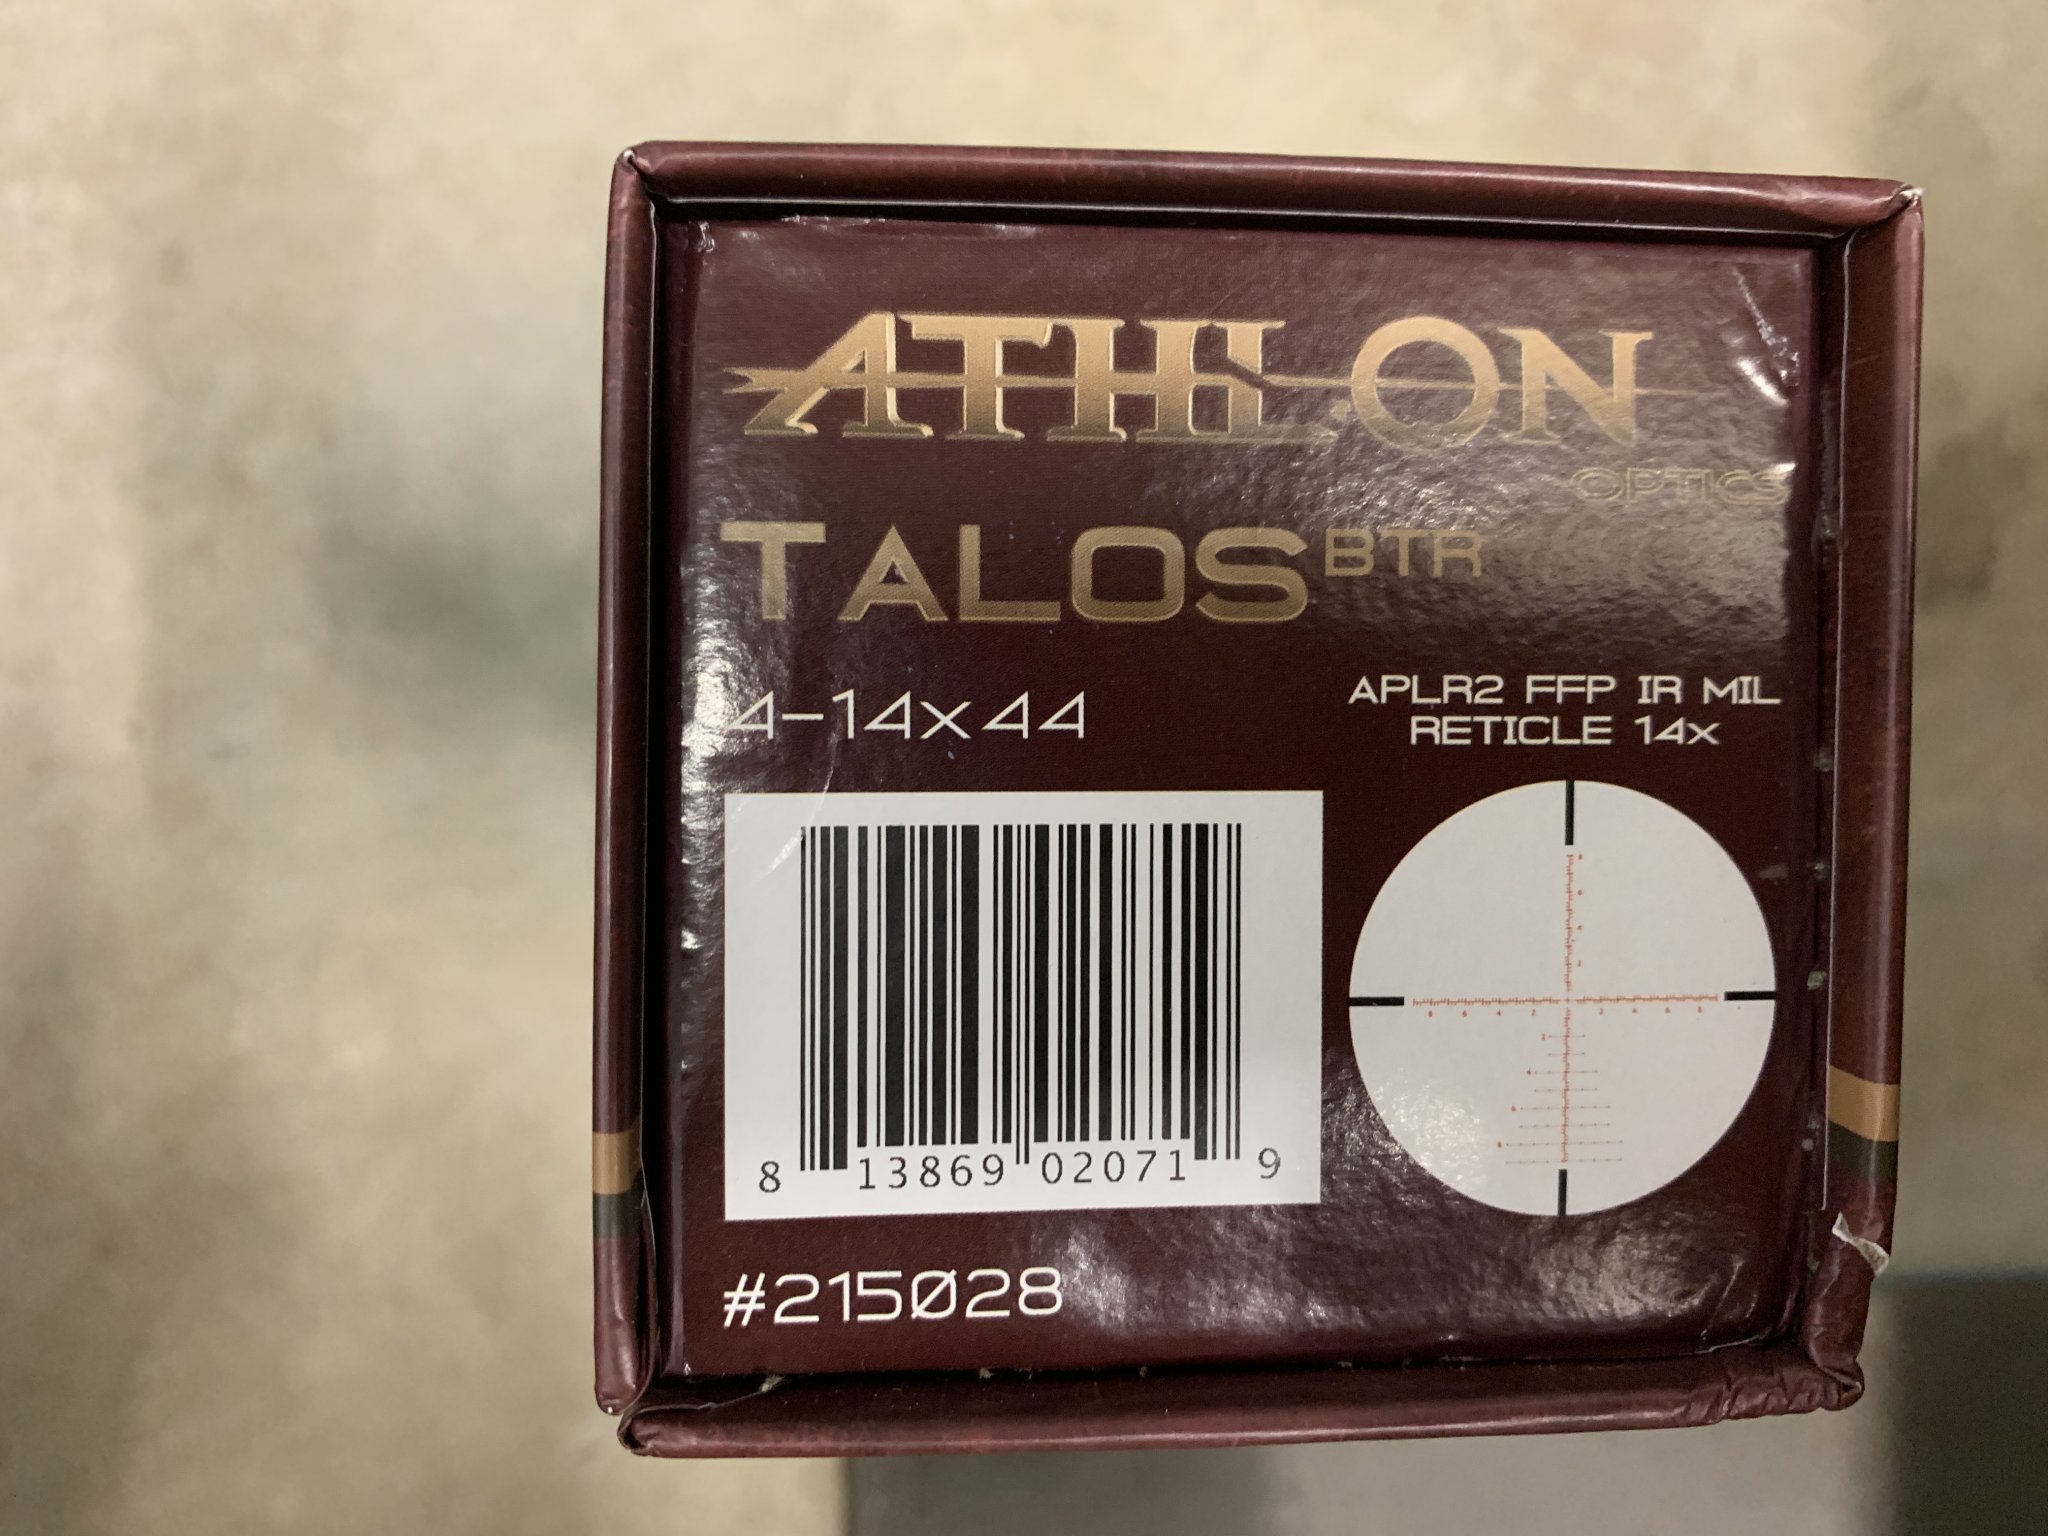 ATHLON
OPTICS
TALOS BTR
4-14x44
APLR2 FFP IR MIL
RETICLE 14x
8 13869 02071 9
#215028